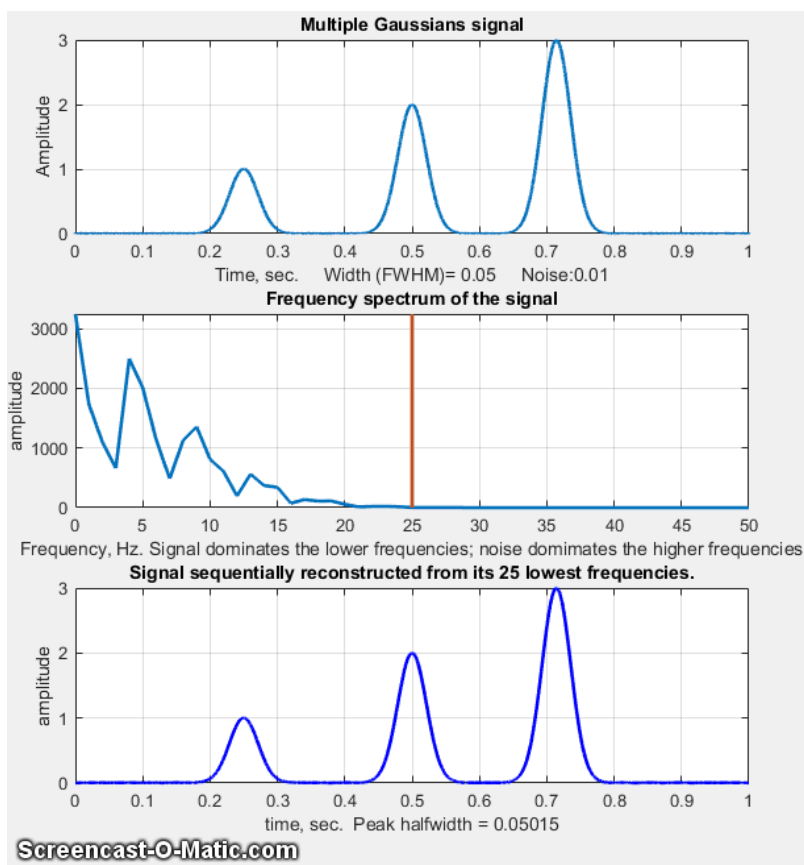 Multiple Gaussians signal
3
2
1
0
Amplitude
0 0.1 0.2 0.3 0.4 0.5 0.6 0.7 0.8 0.9 1
Time, sec. Width (FWHM)= 0.05 Noise:0.01
Frequency spectrum of the signal
3000
2000
1000
0
amplitude
0 5 10 15 20 25 30 35 40 45 50
Frequency, Hz. Signal dominates the lower frequencies; noise domimates the higher frequencies
Signal sequentially reconstructed from its 25 lowest frequencies.
3
2
1
0
amplitude
0 0.1 0.2 0.3 0.4 0.5 0.6 0.7 0.8 0.9 1
time, sec. Peak halfwidth = 0.05015
Screencast-O-Matic.com